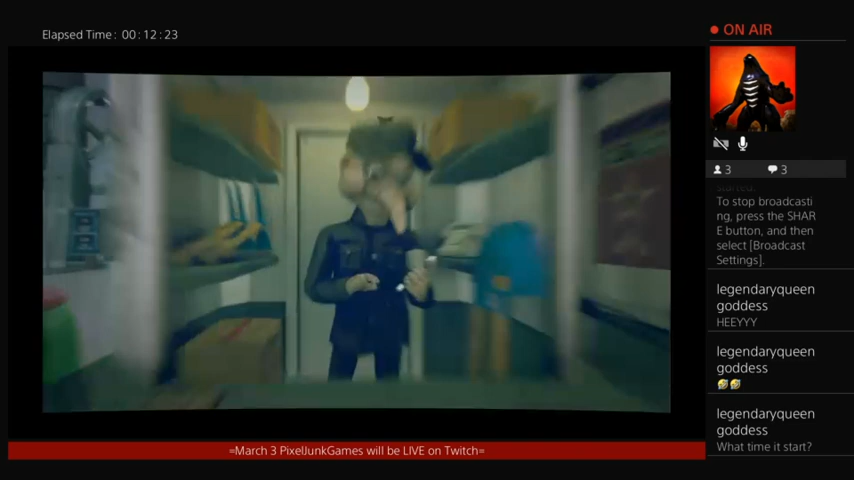 Elapsed Time: 00:12:23
ON AIR
3
3
started.
To stop broadcasti
ng, press the SHAR
E button, and then
select [Broadcast
Settings].
legendaryqueen
goddess
HEEYYY
legendaryqueen
goddess
🤣🤣
legendaryqueen
goddess
What time it start?
=March 3 PixelJunkGames will be LIVE on Twitch=